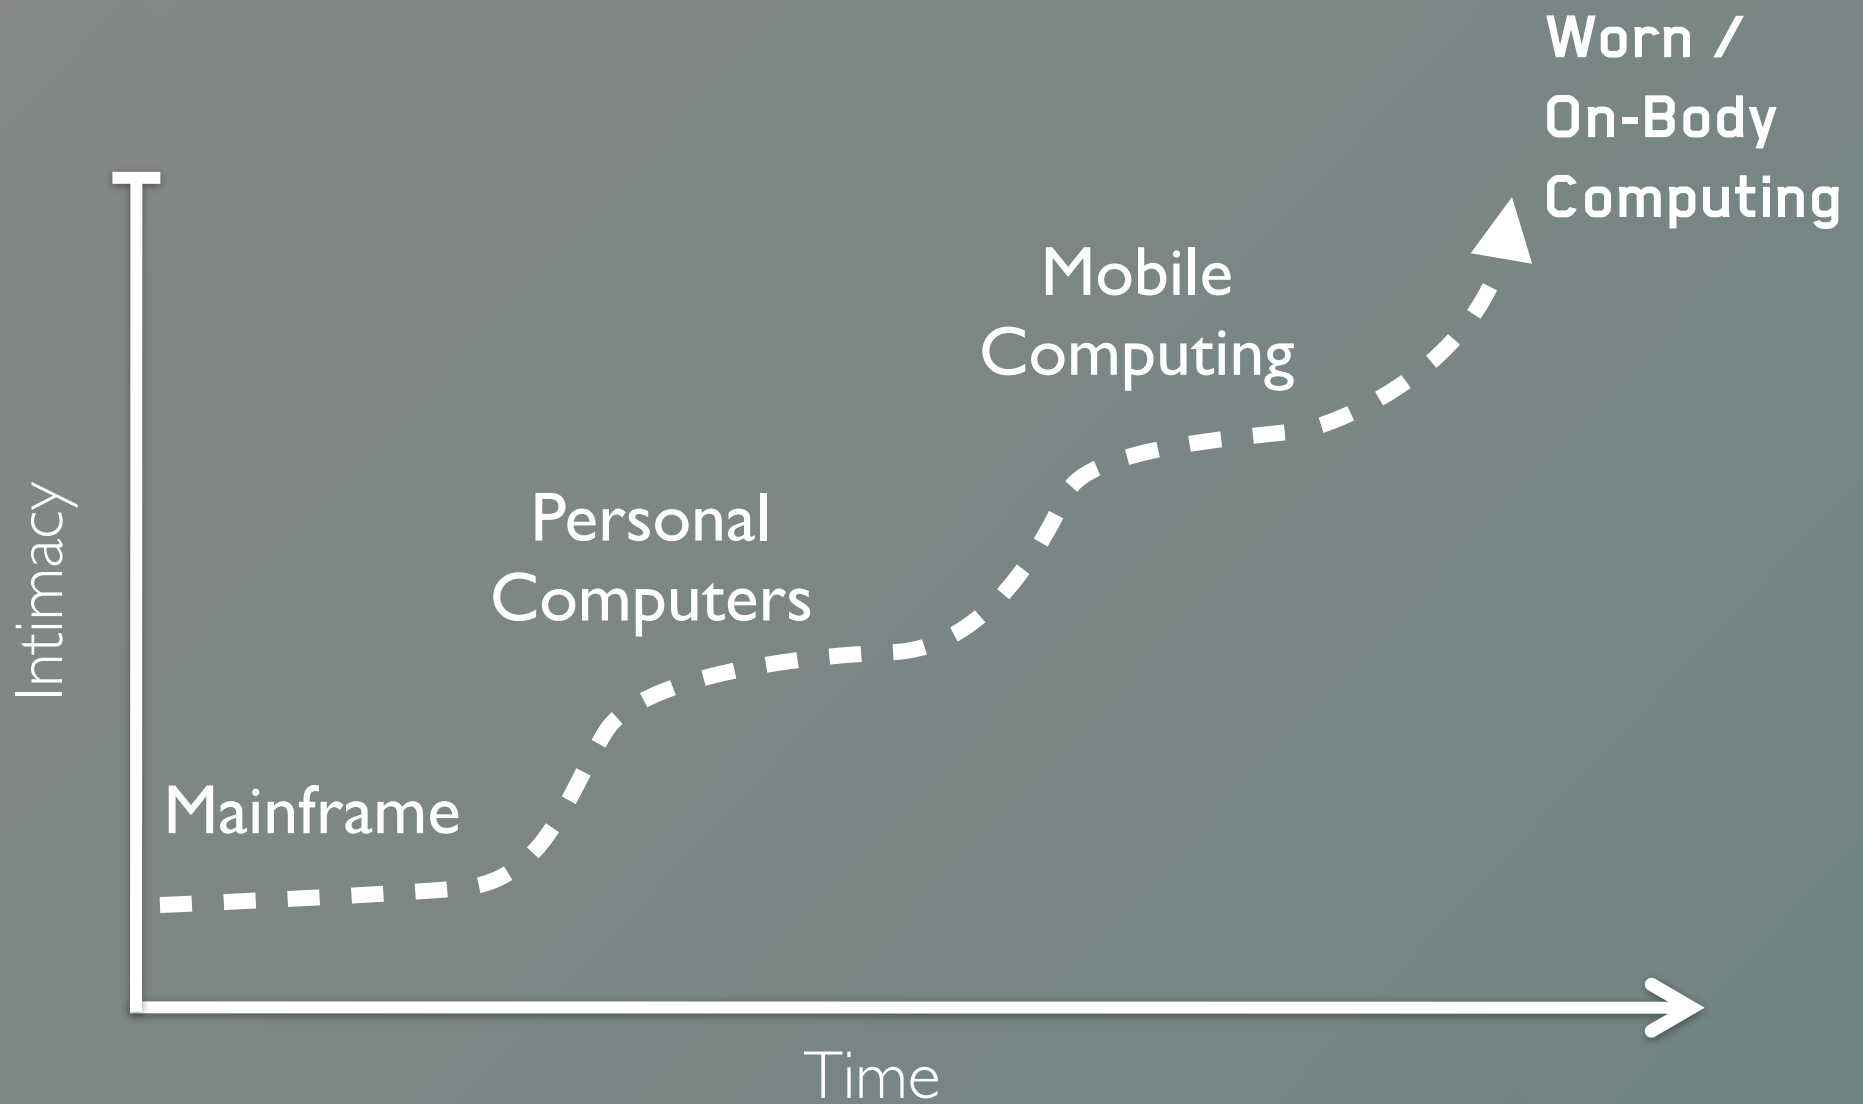 Worn /
On-Body
Computing
Mobile
Computing
Personal
Computers
Mainframe
Intimacy
Time